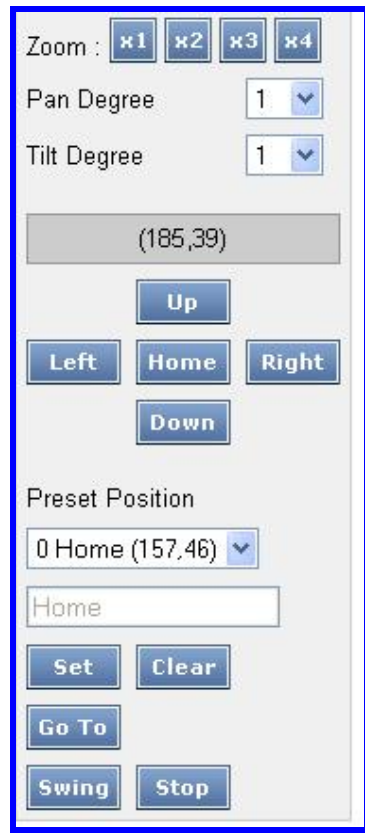 Zoom : x1 x2 x3 x4
Pan Degree 1
Tilt Degree 1
(185,39)
Up
Left Home Right
Down
Preset Position
0 Home (157,46)
Home
Set Clear
Go To
Swing Stop